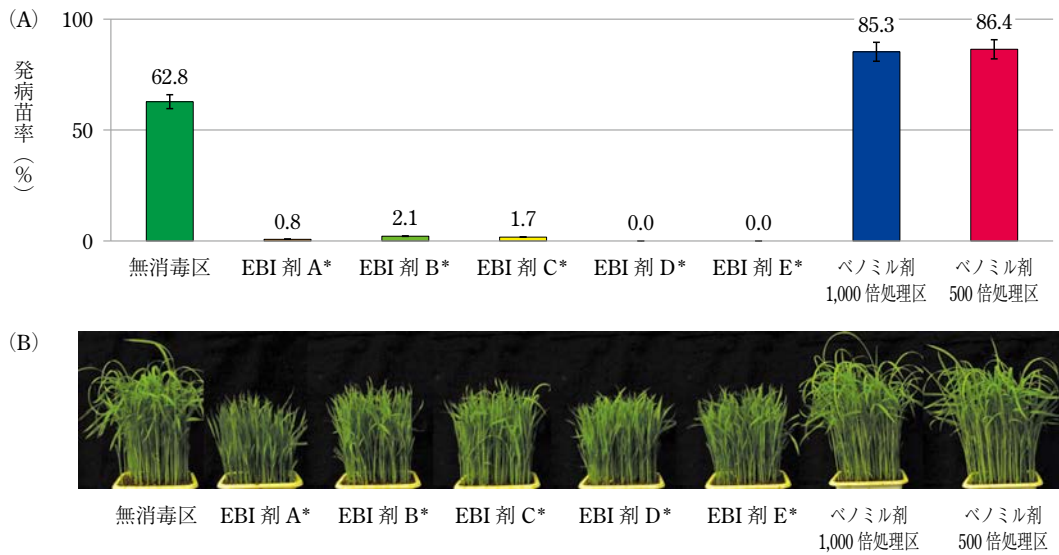 (A)
発病苗率(%)
100
50
0
62.8
0.8
2.1
1.7
0.0
0.0
85.3
86.4
無消毒区
EBI 剤 A*
EBI 剤 B*
EBI 剤 C*
EBI 剤 D*
EBI 剤 E*
ベノミル剤
1,000 倍処理区
ベノミル剤
500 倍処理区
(B)
無消毒区
EBI 剤 A*
EBI 剤 B*
EBI 剤 C*
EBI 剤 D*
EBI 剤 E*
ベノミル剤
1,000 倍処理区
ベノミル剤
500 倍処理区